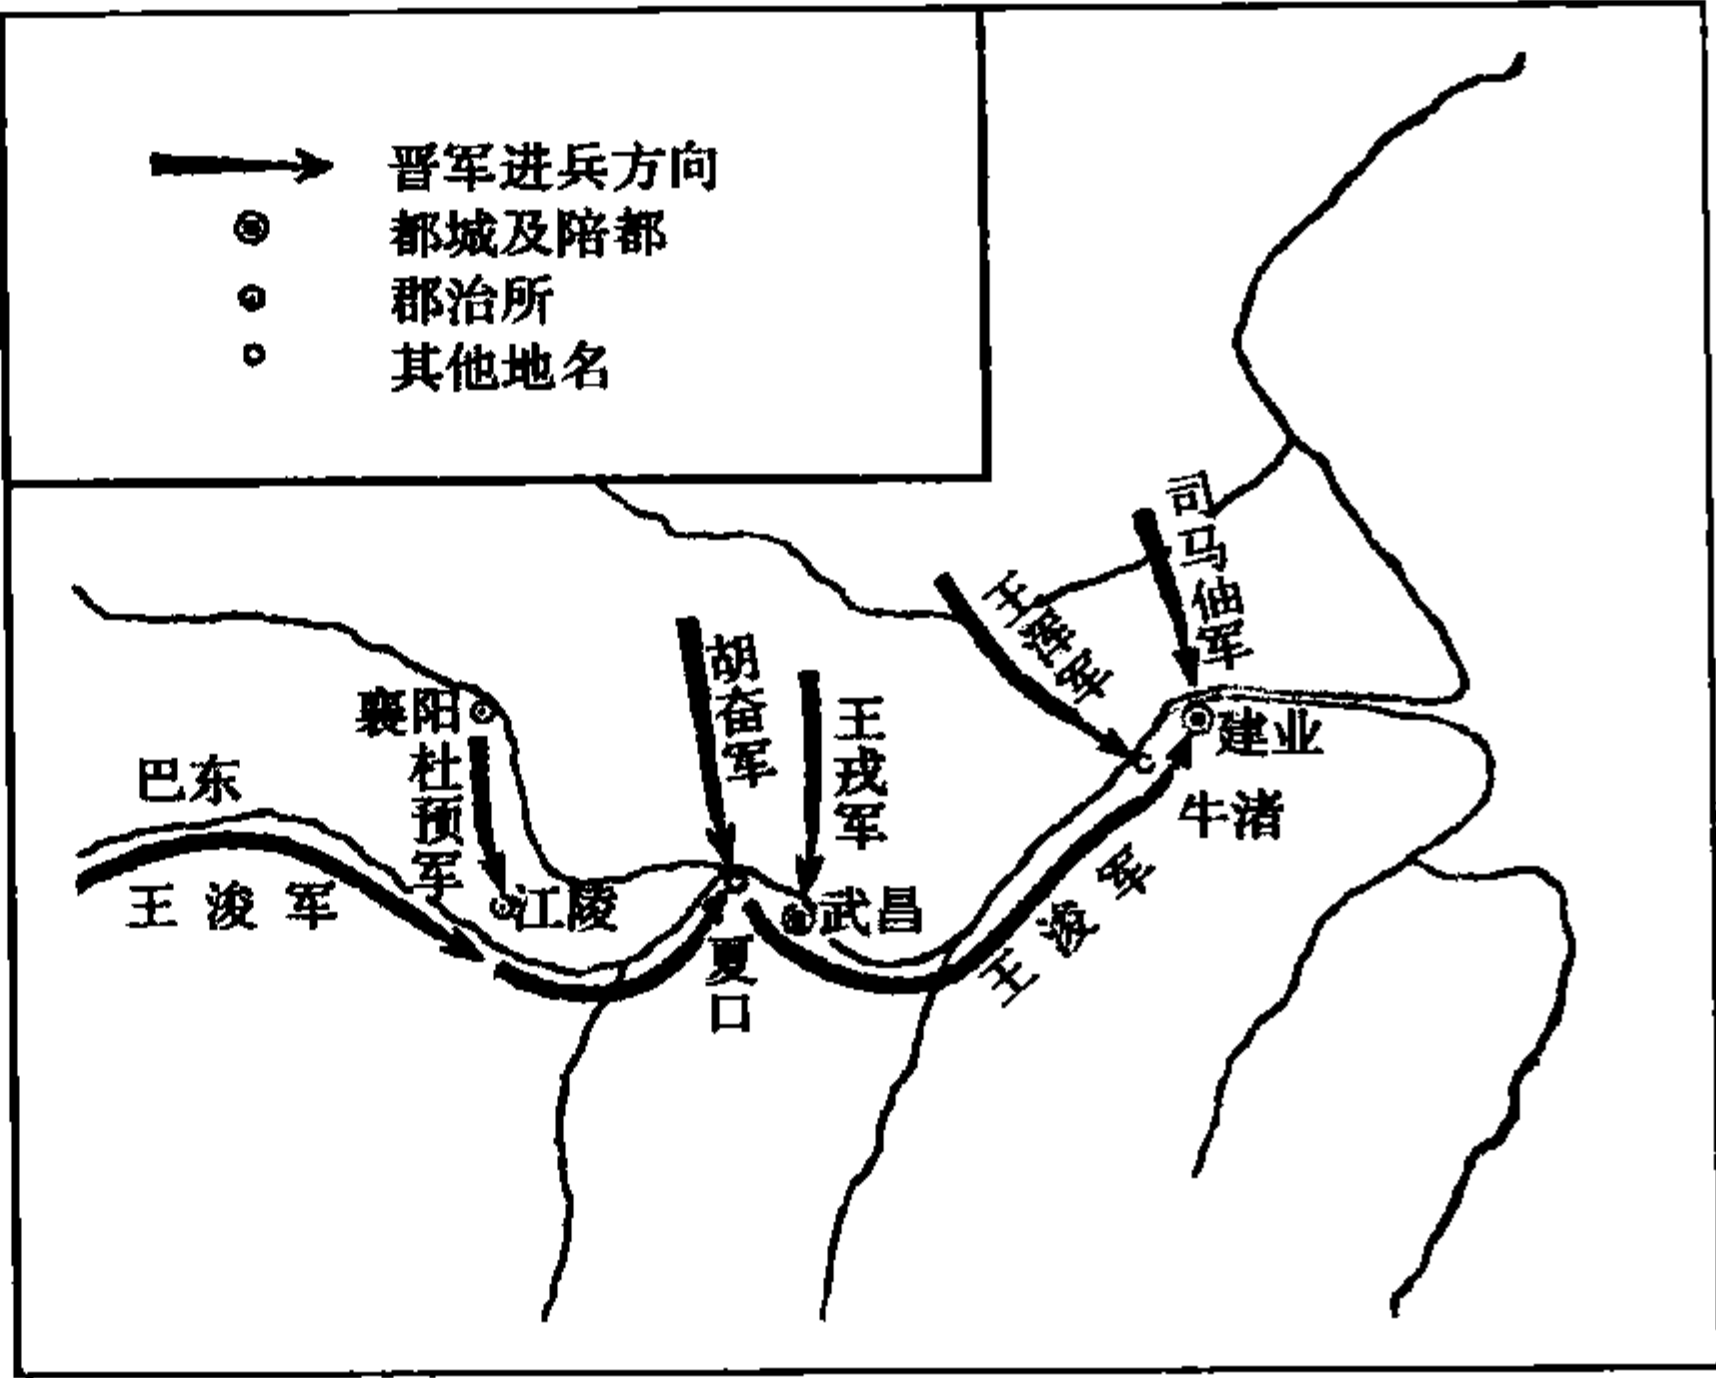 晋军进兵方向
都城及陪都
郡治所
其他地名
司马伷军
王浑军
胡奋军
王戎军
襄阳
杜预军
建业
巴东
牛渚
王浚军
江陵
武昌
夏口
王浚军